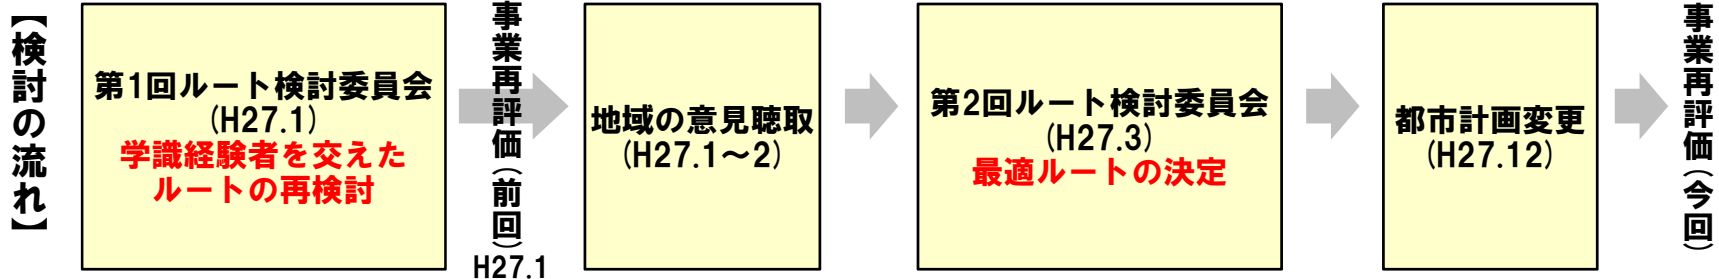 【検討の流れ】
第1回ルート検討委員会
(H27.1)
学識経験者を交えた
ルートの再検討
事業再評価(前回)
H27.1
地域の意見聴取
(H27.1～2)
第2回ルート検討委員会
(H27.3)
最適ルートの決定
都市計画変更
(H27.12)
事業再評価(今回)